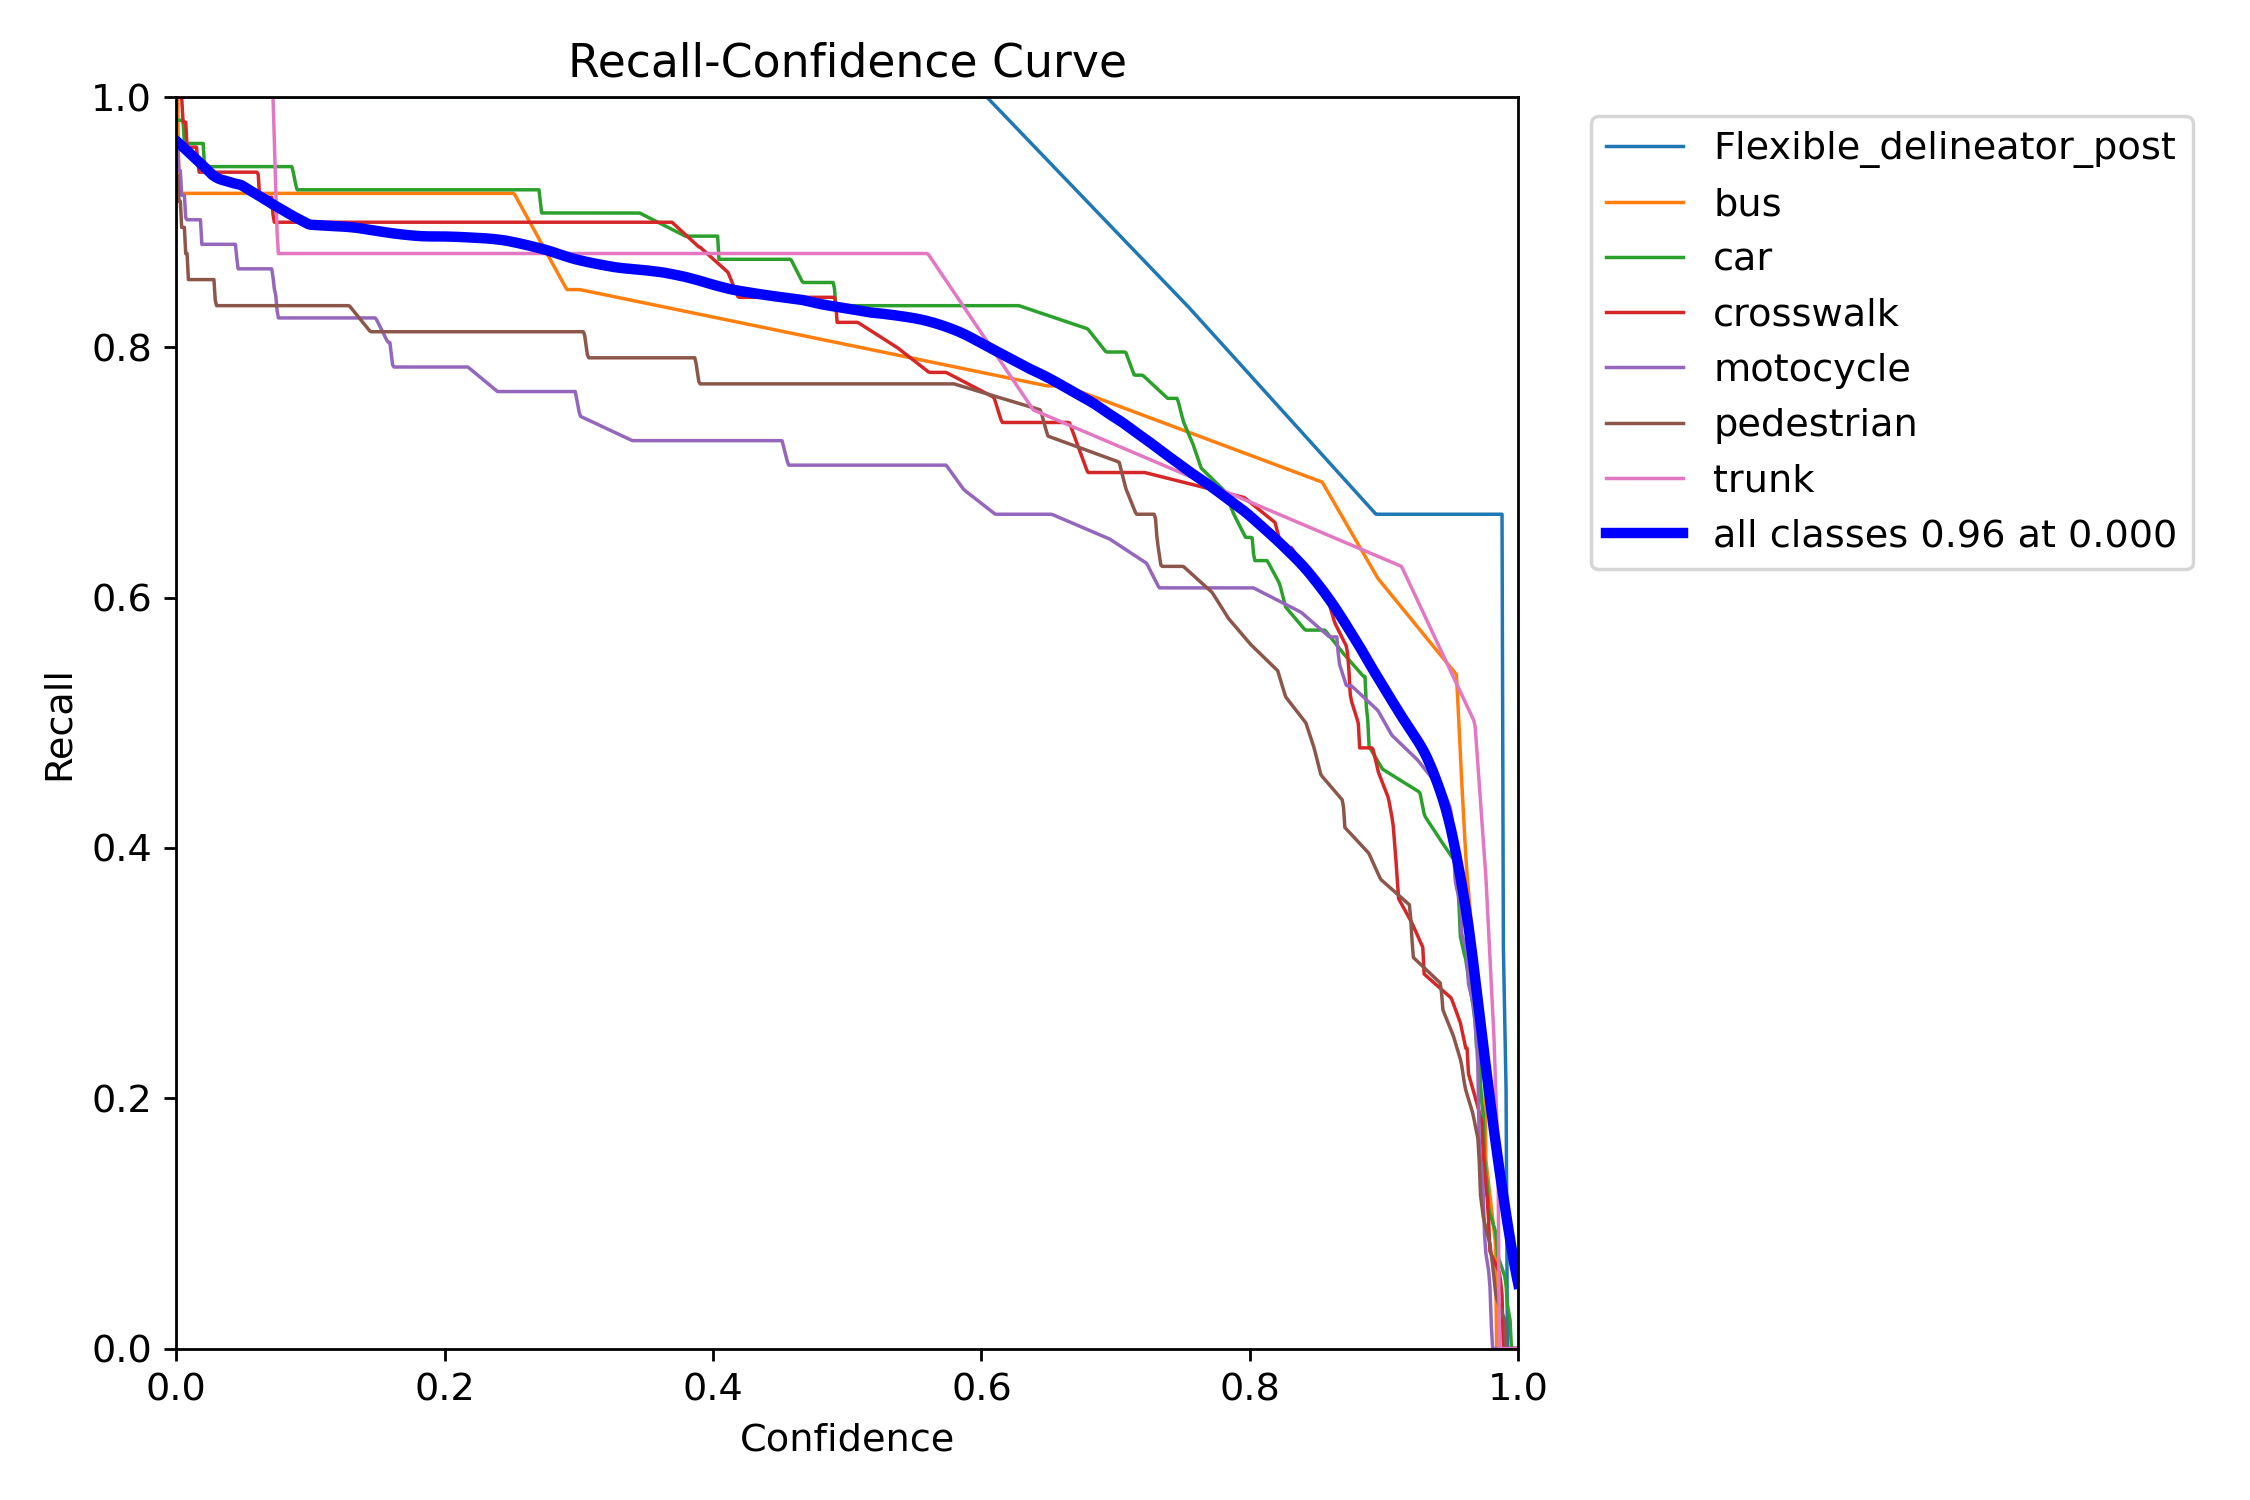 Recall-Confidence Curve
1.0
0.8
0.6
0.4
0.2
0.0
Recall
0.0 0.2 0.4 0.6 0.8 1.0
Confidence
Flexible_delineator_post
bus
car
crosswalk
motocycle
pedestrian
trunk
all classes 0.96 at 0.000